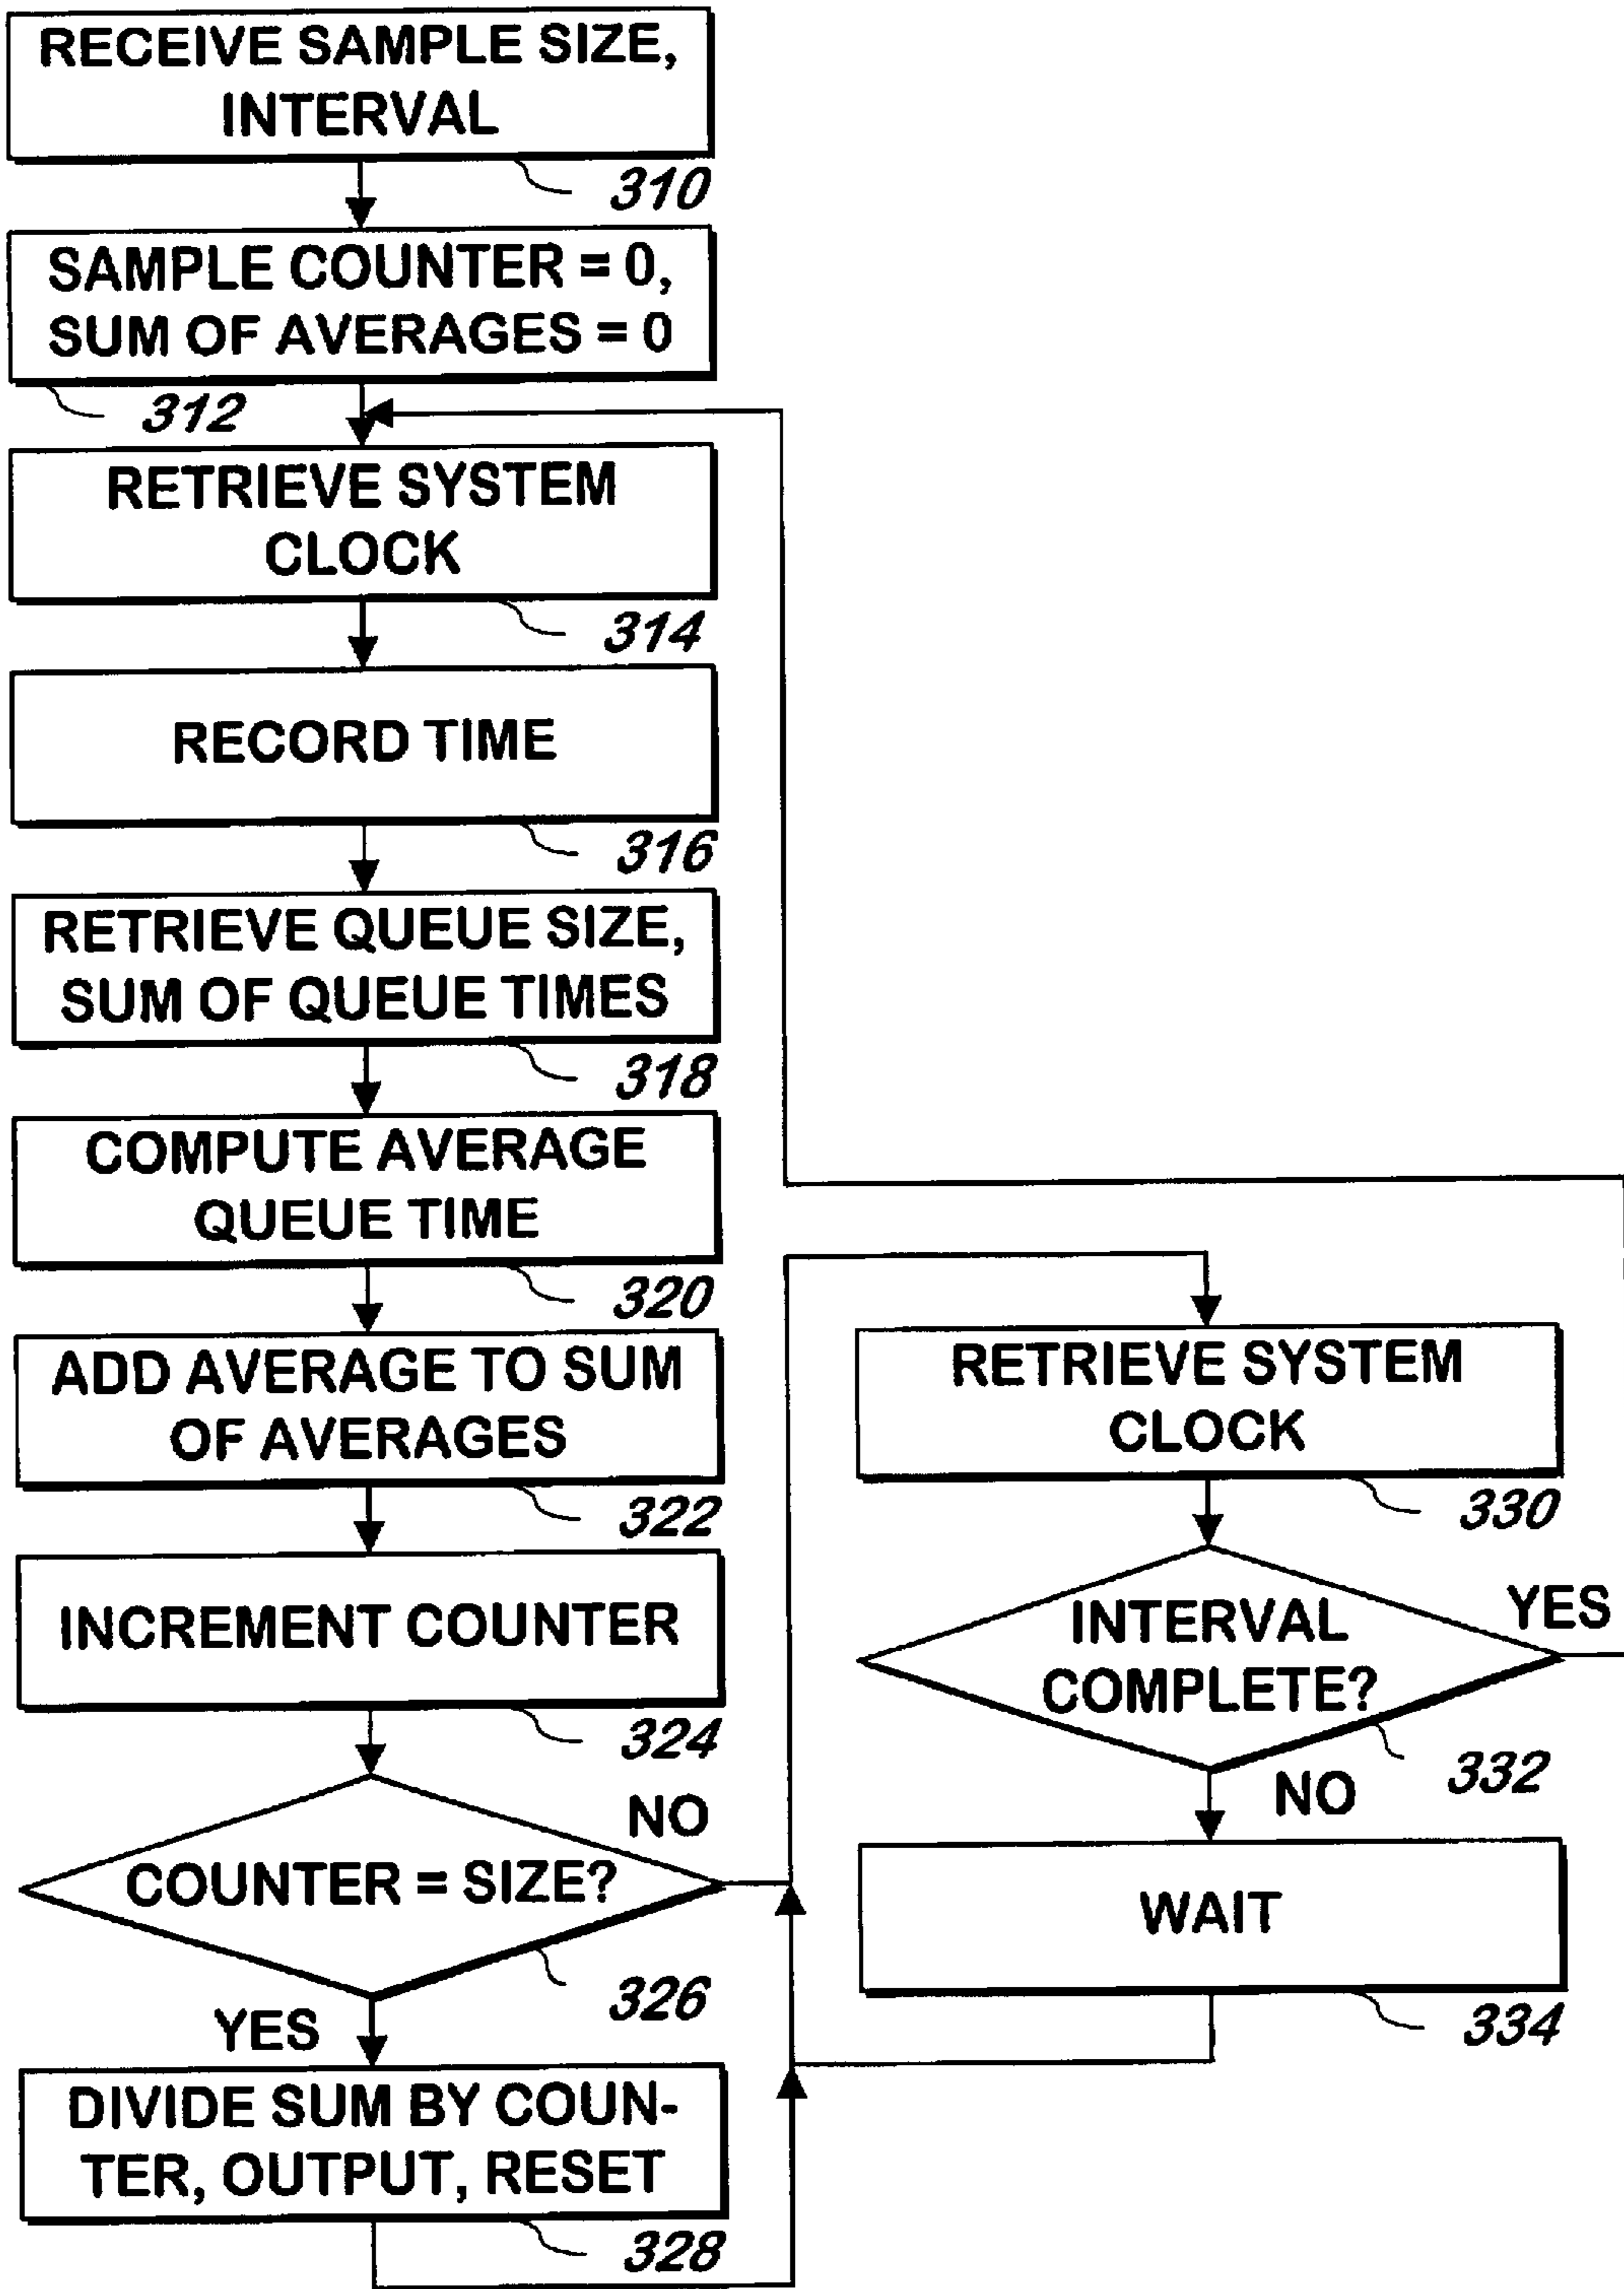 RECEIVE SAMPLE SIZE,
INTERVAL
310
SAMPLE COUNTER = 0,
SUM OF AVERAGES = 0
312
RETRIEVE SYSTEM
CLOCK
314
RECORD TIME
316
RETRIEVE QUEUE SIZE,
SUM OF QUEUE TIMES
318
COMPUTE AVERAGE
QUEUE TIME
320
ADD AVERAGE TO SUM
OF AVERAGES
322
INCREMENT COUNTER
324
NO
COUNTER = SIZE?
326
YES
DIVIDE SUM BY COUN-
TER, OUTPUT, RESET
328
RETRIEVE SYSTEM
CLOCK
330
YES
INTERVAL
COMPLETE?
332
NO
WAIT
334